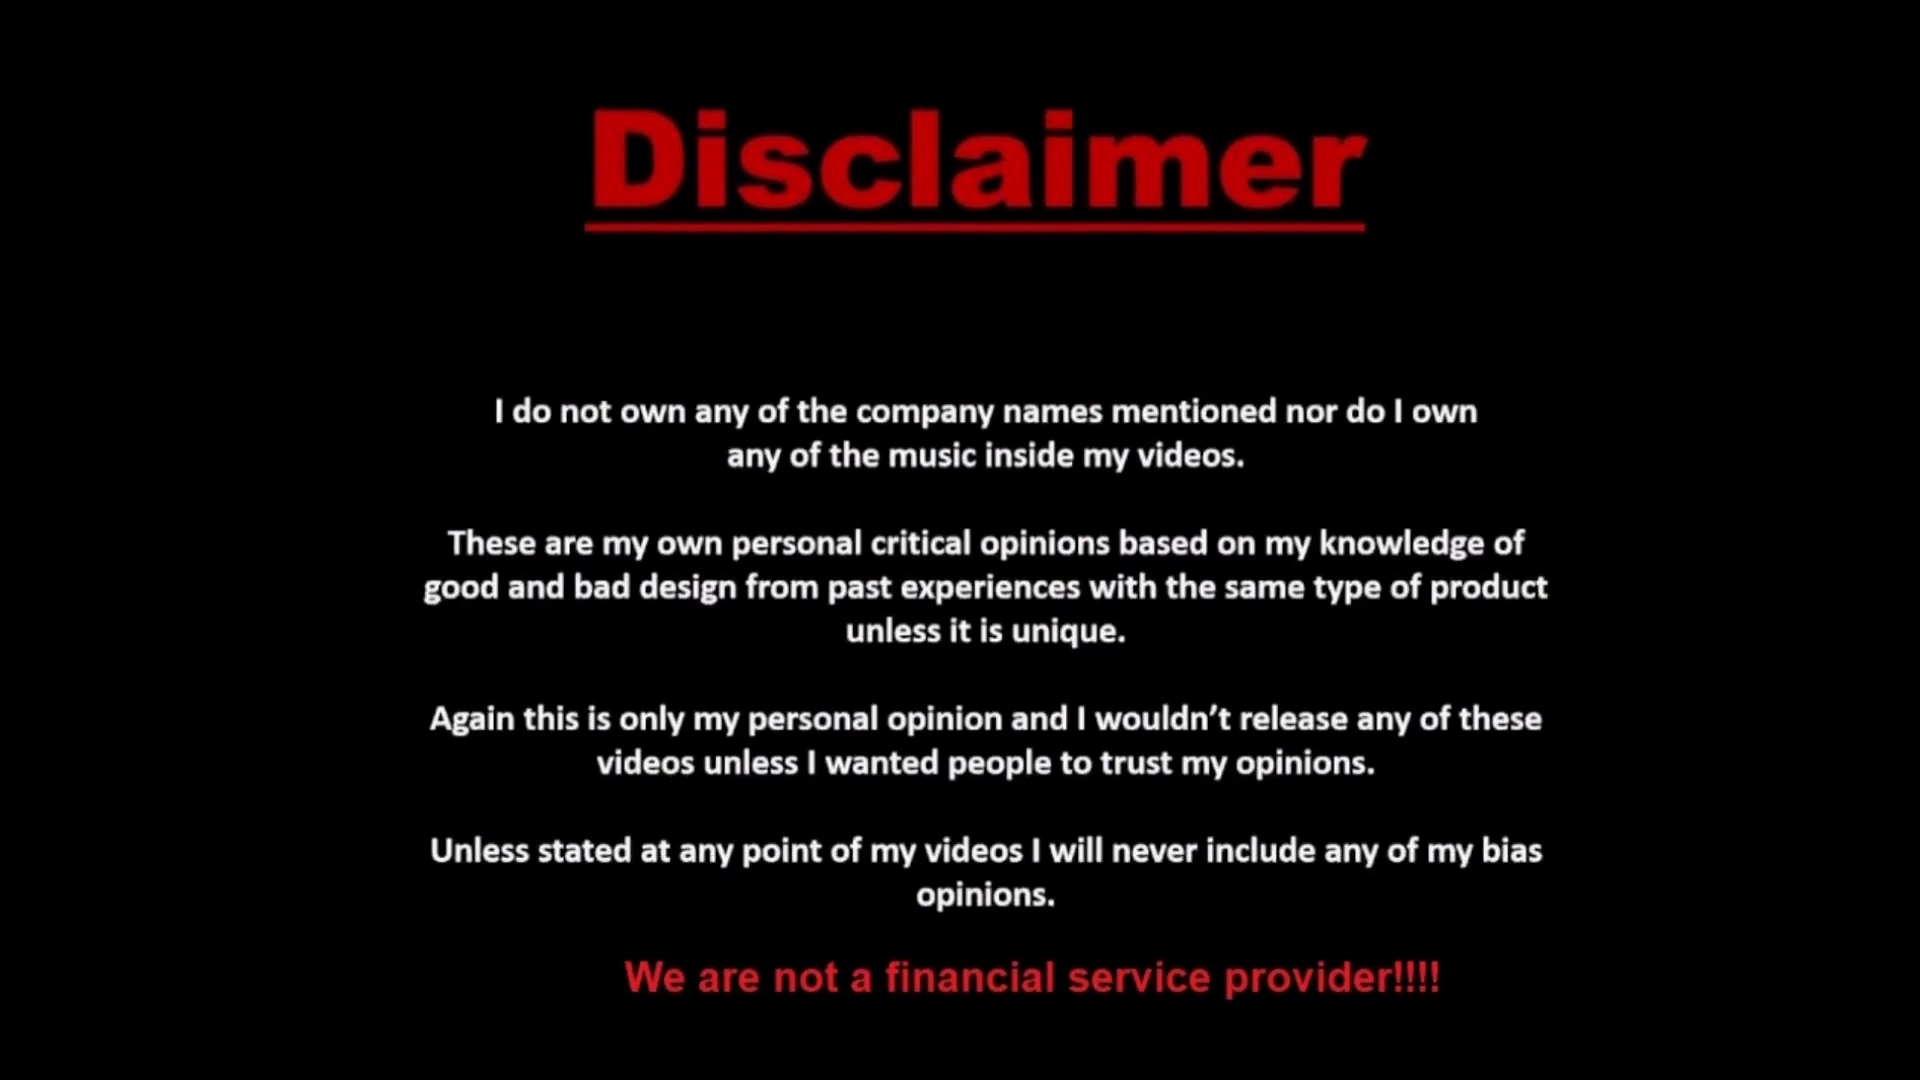 Disclaimer
I do not own any of the company names mentioned nor do I own
any of the music inside my videos.
These are my own personal critical opinions based on my knowledge of
good and bad design from past experiences with the same type of product
unless it is unique.
Again this is only my personal opinion and I wouldn’t release any of these
videos unless I wanted people to trust my opinions.
Unless stated at any point of my videos I will never include any of my bias
opinions.
We are not a financial service provider!!!!